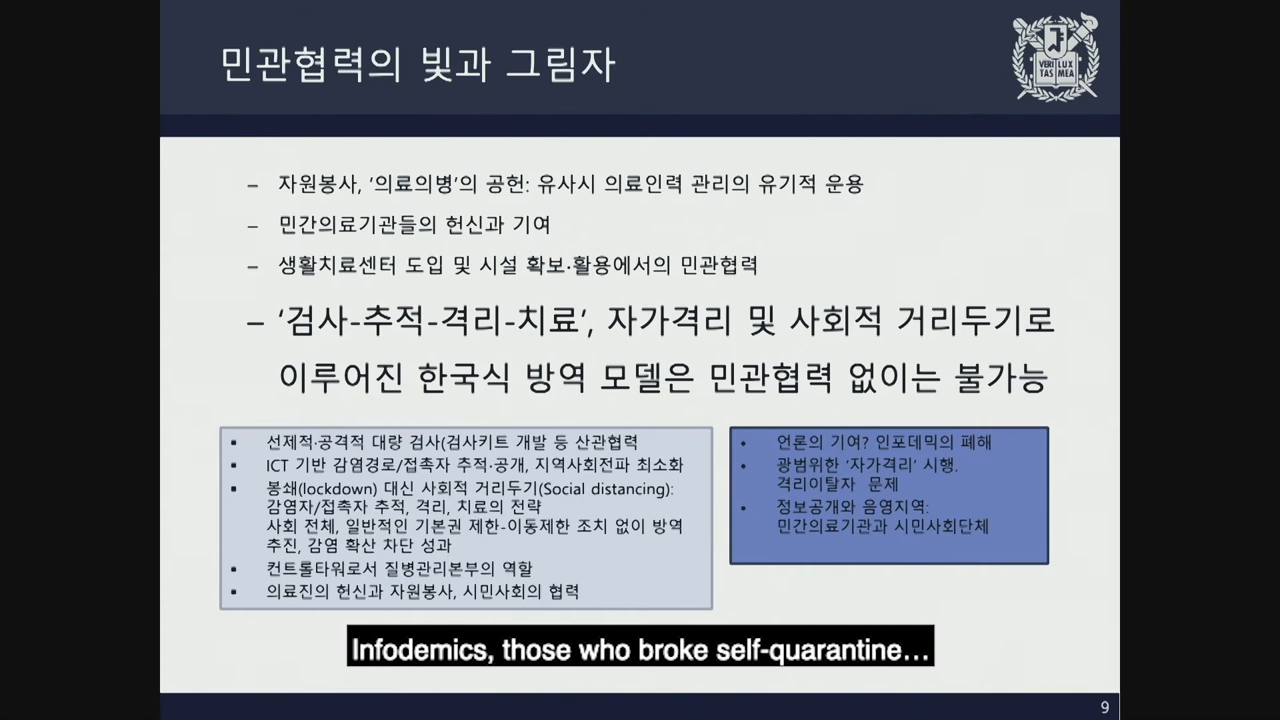 민관협력의 빛과 그림자
VERI LUX
TAS MEA
– 자원봉사, ‘의료의병’의 공헌: 유사시 의료인력 관리의 유기적 운용
– 민간의료기관들의 헌신과 기여
– 생활치료센터 도입 및 시설 확보·활용에서의 민관협력
– ‘검사-추적-격리-치료‘, 자가격리 및 사회적 거리두기로
이루어진 한국식 방역 모델은 민관협력 없이는 불가능
▪ 선제적·공격적 대량 검사(검사키트 개발 등 산관협력
▪ ICT 기반 감염경로/접촉자 추적·공개, 지역사회전파 최소화
▪ 봉쇄(lockdown) 대신 사회적 거리두기(Social distancing):
감염자/접촉자 추적, 격리, 치료의 전략
사회 전체, 일반적인 기본권 제한-이동제한 조치 없이 방역
추진, 감염 확산 차단 성과
▪ 컨트롤타워로서 질병관리본부의 역할
▪ 의료진의 헌신과 자원봉사, 시민사회의 협력
• 언론의 기여? 인포데믹의 폐해
• 광범위한 ‘자가격리’ 시행.
격리이탈자 문제
• 정보공개와 음영지역:
민간의료기관과 시민사회단체
Infodemics, those who broke self-quarantine…
9